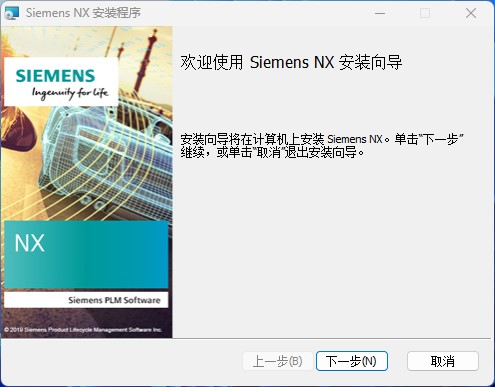 Siemens NX 安装程序
SIEMENS
Ingenuity for life
欢迎使用 Siemens NX 安装向导
安装向导将在计算机上安装 Siemens NX。单击“下一步”
继续，或单击“取消”退出安装向导。
NX
Siemens PLM Software
© 2019 Siemens Product Lifecycle Management Software Inc.
上一步(B)
下一步(N)
取消